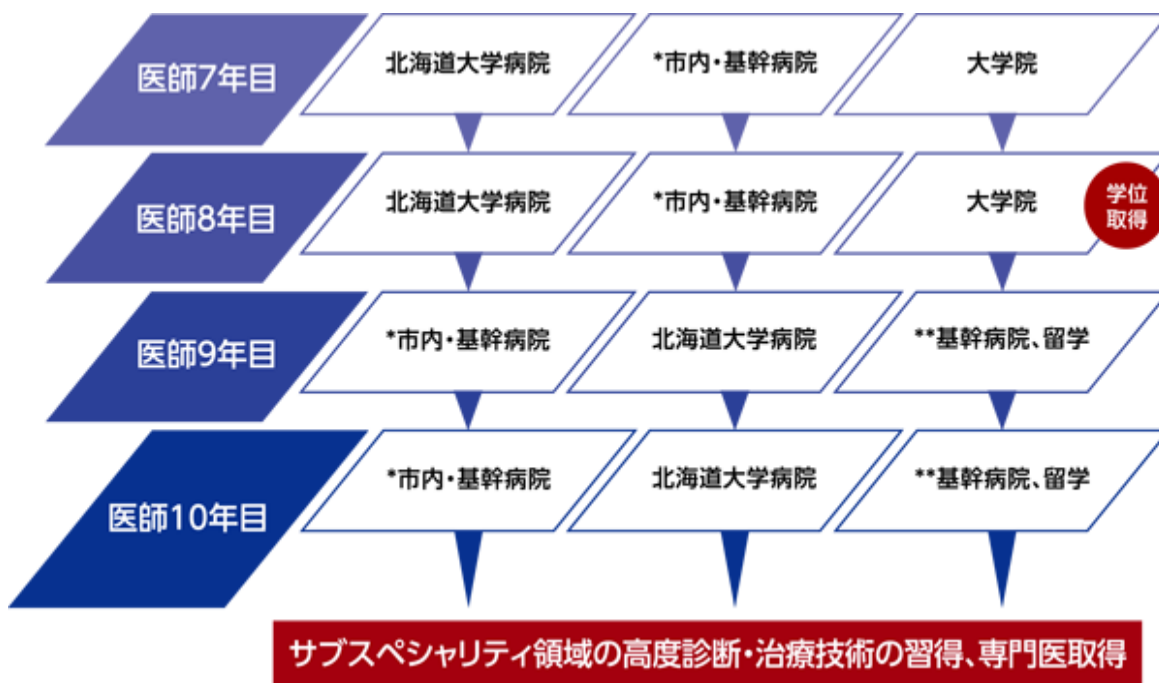 医師7年目
北海道大学病院
*市内・基幹病院
大学院
医師8年目
北海道大学病院
*市内・基幹病院
大学院
学位
取得
医師9年目
*市内・基幹病院
北海道大学病院
**基幹病院、留学
医師10年目
*市内・基幹病院
北海道大学病院
**基幹病院、留学
サブスペシャリティ領域の高度診断・治療技術の習得、専門医取得